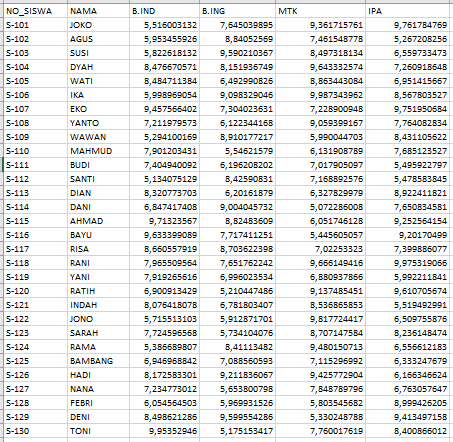 NO_SISWA NAMA B.IND B.ING MTK IPA
S-101 JOKO 5,516003132 7,645039895 9,361715761 9,761784769
S-102 AGUS 5,953455926 8,84052569 7,461548778 5,267208256
S-103 SUSI 5,822618132 9,590210367 8,497318134 6,559733473
S-104 DYAH 8,476670571 8,151936749 9,643332574 7,260918648
S-105 WATI 8,484711384 6,492990826 8,863443084 6,951415667
S-106 IKA 5,998969054 9,098329046 9,987343962 8,567803527
S-107 EKO 9,457566402 7,304023631 7,228900948 9,751950684
S-108 YANTO 7,211979573 6,122344168 9,059399167 7,764082834
S-109 WAWAN 5,294100169 8,910177217 5,990044703 8,431105622
S-110 MAHMUD 7,901203431 5,54621579 6,131908789 7,685123527
S-111 BUDI 7,404940092 6,196208202 7,017905097 5,495922797
S-112 SANTI 5,134075129 8,42590831 7,168892576 5,478583845
S-113 DIAN 8,320773703 6,20161879 6,327829979 8,922411821
S-114 DANI 6,847417408 9,004045732 5,072286008 7,650834581
S-115 AHMAD 9,71323567 8,82483609 6,051746128 9,252564154
S-116 BAYU 9,633399089 7,717411251 5,445605057 9,20170499
S-117 RISA 8,660557919 8,703622398 7,02253323 7,399886077
S-118 RANI 7,965509564 7,651762242 9,666149416 9,975319066
S-119 YANI 7,919265616 6,996023534 6,880937866 5,992211841
S-120 RATIH 6,900913429 5,210447486 9,137485451 9,610705674
S-121 INDAH 8,076418078 6,781803407 8,536865853 5,519492991
S-122 JONO 5,715513103 5,912871701 9,817724417 6,509755876
S-123 SARAH 7,724596568 5,734104076 8,707147584 8,236148474
S-124 RAMA 5,386689807 8,41113482 9,480150713 6,556612183
S-125 BAMBANG 6,946968842 7,088560593 7,115296992 6,333247679
S-126 HADI 8,172583301 9,211836067 9,425772904 6,166346624
S-127 NANA 7,234773012 5,653800798 7,848789796 6,763057647
S-128 FEBRI 6,054564503 5,969931526 5,803545682 8,999426205
S-129 DENI 8,498621286 9,599554286 5,330248788 9,413497158
S-130 TONI 9,95352946 5,175153417 7,760017619 8,400866012